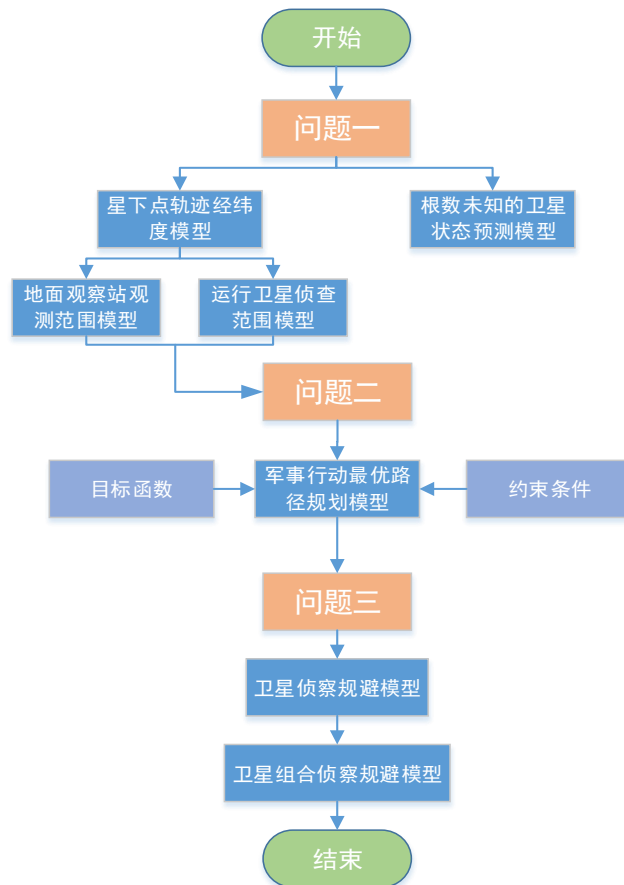 开始
问题一
星下点轨迹经纬
度模型
根数未知的卫星
状态预测模型
地面观察站观
测范围模型
运行卫星侦查
范围模型
问题二
目标函数
军事行动最优路
径规划模型
约束条件
问题三
卫星侦察规避模型
卫星组合侦察规避模型
结束